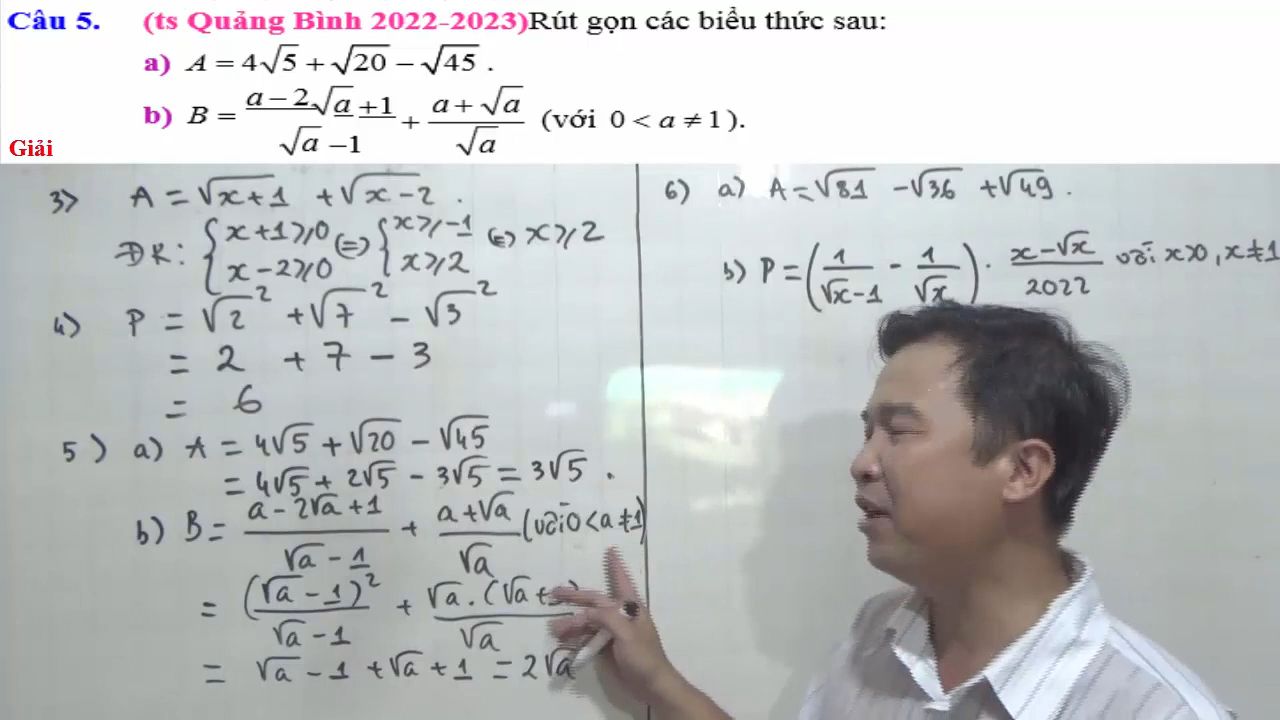 Câu 5. (ts Quảng Bình 2022-2023)Rút gọn các biểu thức sau:
a) A = 4√5 + √20 − √45 .
b) B = (a − 2√a + 1)/(√a − 1) + (a + √a)/√a (với 0 < a ≠ 1).
Giải
3) A = √(x+1) + √(x−2) .
ĐK: { x+1 ⩾ 0 { x ⩾ −1
{ x−2 ⩾ 0 (=) { x ⩾ 2 (=) x ⩾ 2
4) P = √2² + √7² − √3²
= 2 + 7 − 3
= 6
5) a) A = 4√5 + √20 − √45
= 4√5 + 2√5 − 3√5 = 3√5 .
b) B = (a − 2√a + 1)/(√a − 1) + (a + √a)/√a (với 0 < a ≠ 1)
= (√a − 1)²/(√a − 1) + √a . (√a +
/√a
= √a − 1 + √a + 1 = 2√a
6) a) A = √81 − √36 + √49 .
b) P = (1/(√x − 1) − 1/√x) . (x − √x)/2022 với x > 0, x ≠ 1